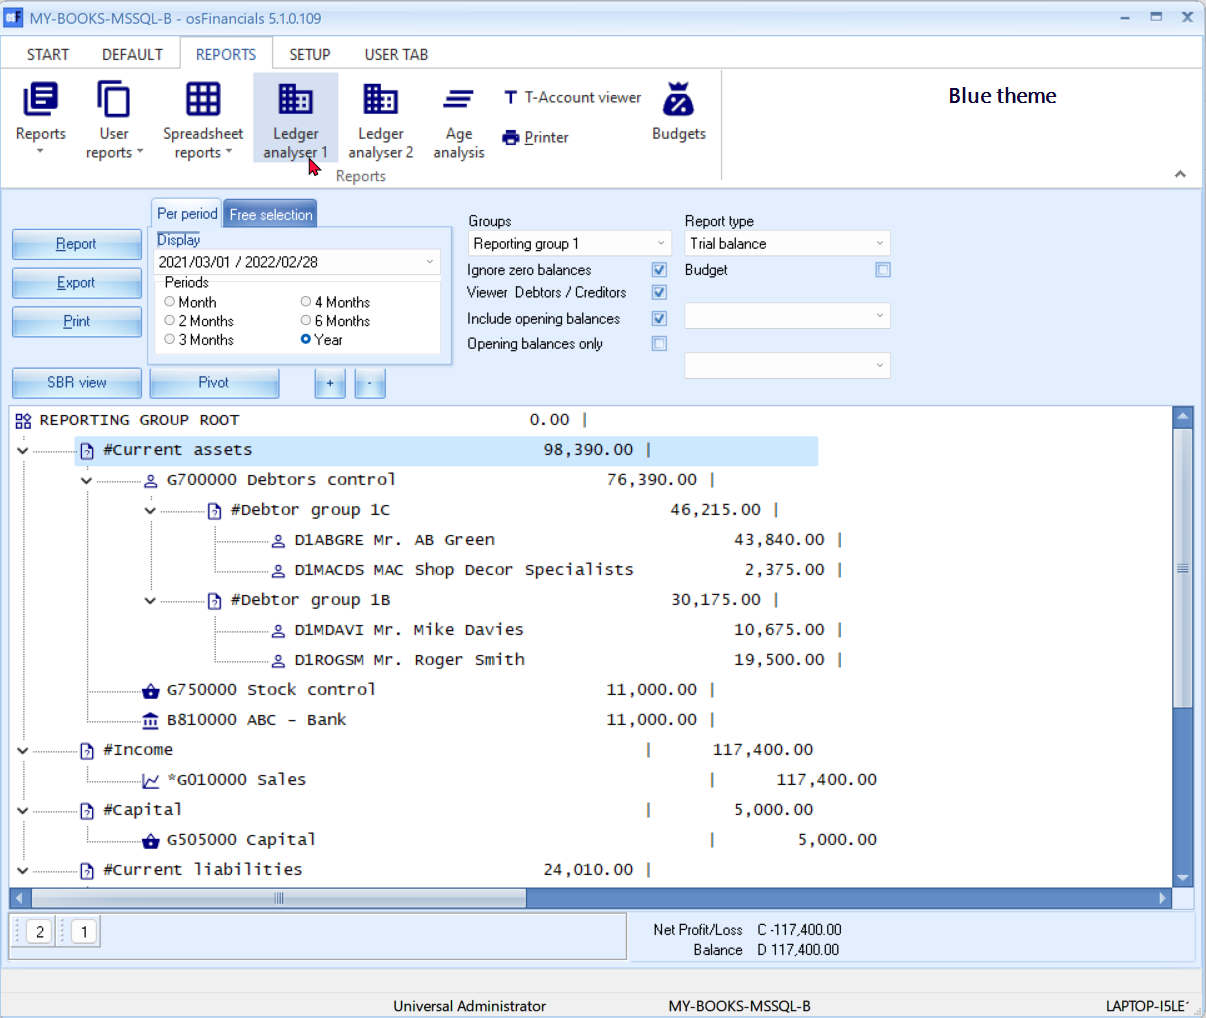 osF MY-BOOKS-MSSQL-B - osFinancials 5.1.0.109
START DEFAULT REPORTS SETUP USER TAB
Reports
User reports
Spreadsheet reports
Ledger analyser 1
Ledger analyser 2
Age analysis
T-Account viewer
Printer
Budgets
Reports
Blue theme
Report
Export
Print
Per period Free selection
Display
2021/03/01 / 2022/02/28
Periods
Month 4 Months
2 Months 6 Months
3 Months Year
Groups
Reporting group 1
Ignore zero balances
Viewer Debtors / Creditors
Include opening balances
Opening balances only
Report type
Trial balance
Budget
SBR view Pivot + -
REPORTING GROUP ROOT 0.00 |
#Current assets 98,390.00 |
G700000 Debtors control 76,390.00 |
#Debtor group 1C 46,215.00 |
D1ABGRE Mr. AB Green 43,840.00 |
D1MACDS MAC Shop Decor Specialists 2,375.00 |
#Debtor group 1B 30,175.00 |
D1MDAVI Mr. Mike Davies 10,675.00 |
D1ROGSM Mr. Roger Smith 19,500.00 |
G750000 Stock control 11,000.00 |
B810000 ABC - Bank 11,000.00 |
#Income | 117,400.00
*G010000 Sales | 117,400.00
#Capital | 5,000.00
G505000 Capital | 5,000.00
#Current liabilities 24,010.00 |
2 1
Net Profit/Loss C -117,400.00
Balance D 117,400.00
Universal Administrator MY-BOOKS-MSSQL-B LAPTOP-I5LE